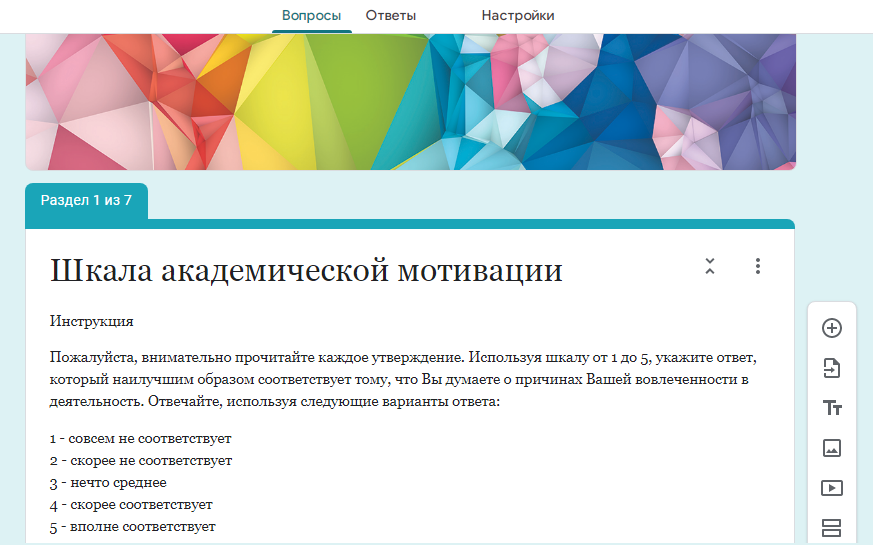 Вопросы Ответы Настройки
Раздел 1 из 7
Шкала академической мотивации
Инструкция
Пожалуйста, внимательно прочитайте каждое утверждение. Используя шкалу от 1 до 5, укажите ответ,
который наилучшим образом соответствует тому, что Вы думаете о причинах Вашей вовлеченности в
деятельность. Отвечайте, используя следующие варианты ответа:
1 - совсем не соответствует
2 - скорее не соответствует
3 - нечто среднее
4 - скорее соответствует
5 - вполне соответствует